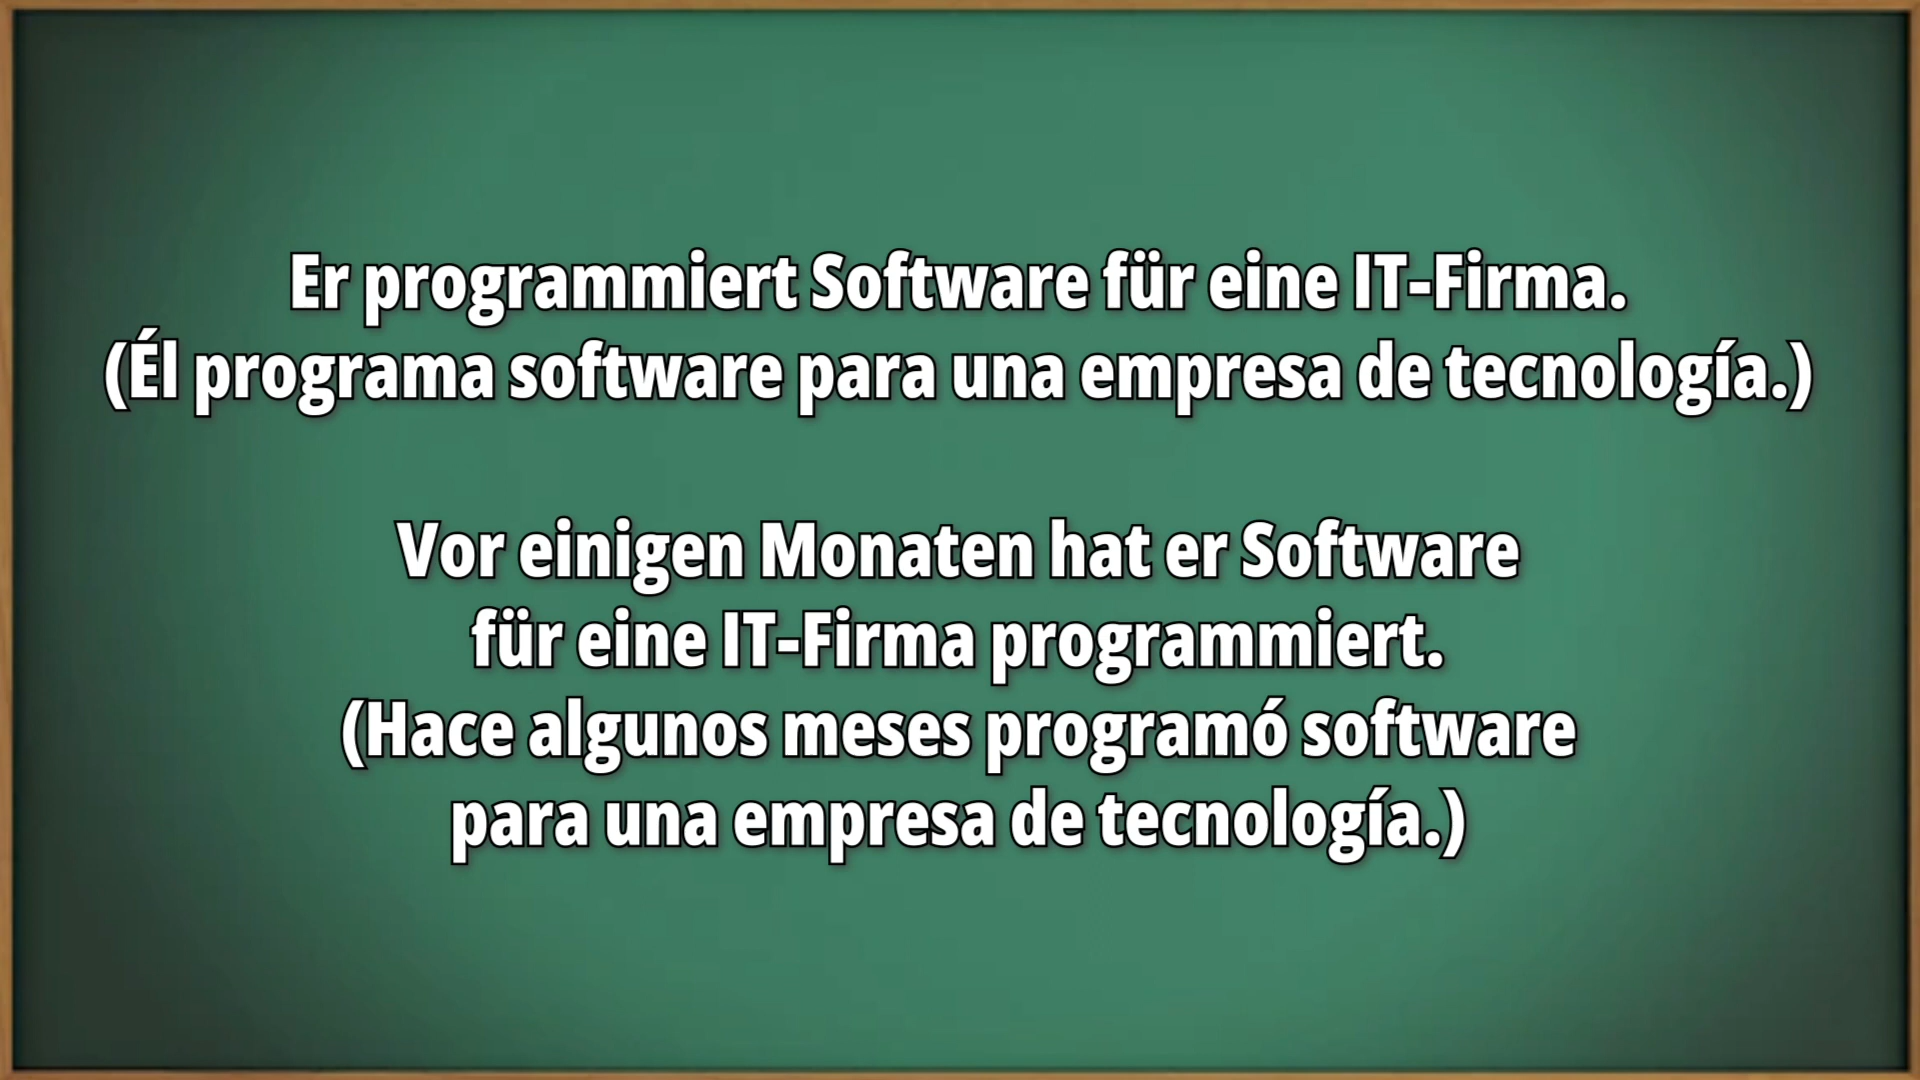 Er programmiert Software für eine IT-Firma.
(Él programa software para una empresa de tecnología.)
Vor einigen Monaten hat er Software
für eine IT-Firma programmiert.
(Hace algunos meses programó software
para una empresa de tecnología.)